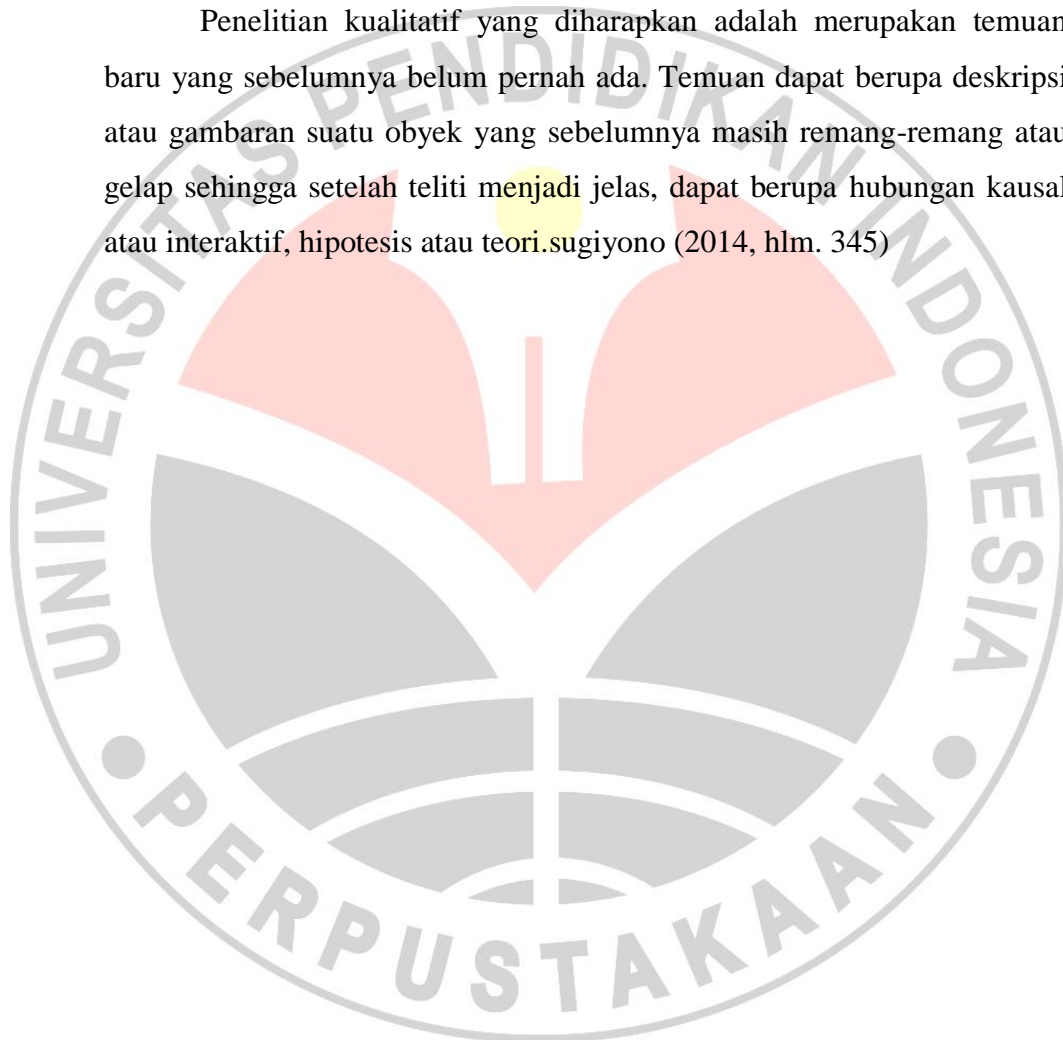 Penelitian kualitatif yang diharapkan adalah merupakan temuan
baru yang sebelumnya belum pernah ada. Temuan dapat berupa deskripsi
atau gambaran suatu obyek yang sebelumnya masih remang-remang atau
gelap sehingga setelah teliti menjadi jelas, dapat berupa hubungan kausal
atau interaktif, hipotesis atau teori.sugiyono (2014, hlm. 345)
UNIVERSITAS PENDIDIKAN INDONESIA
PERPUSTAKAAN